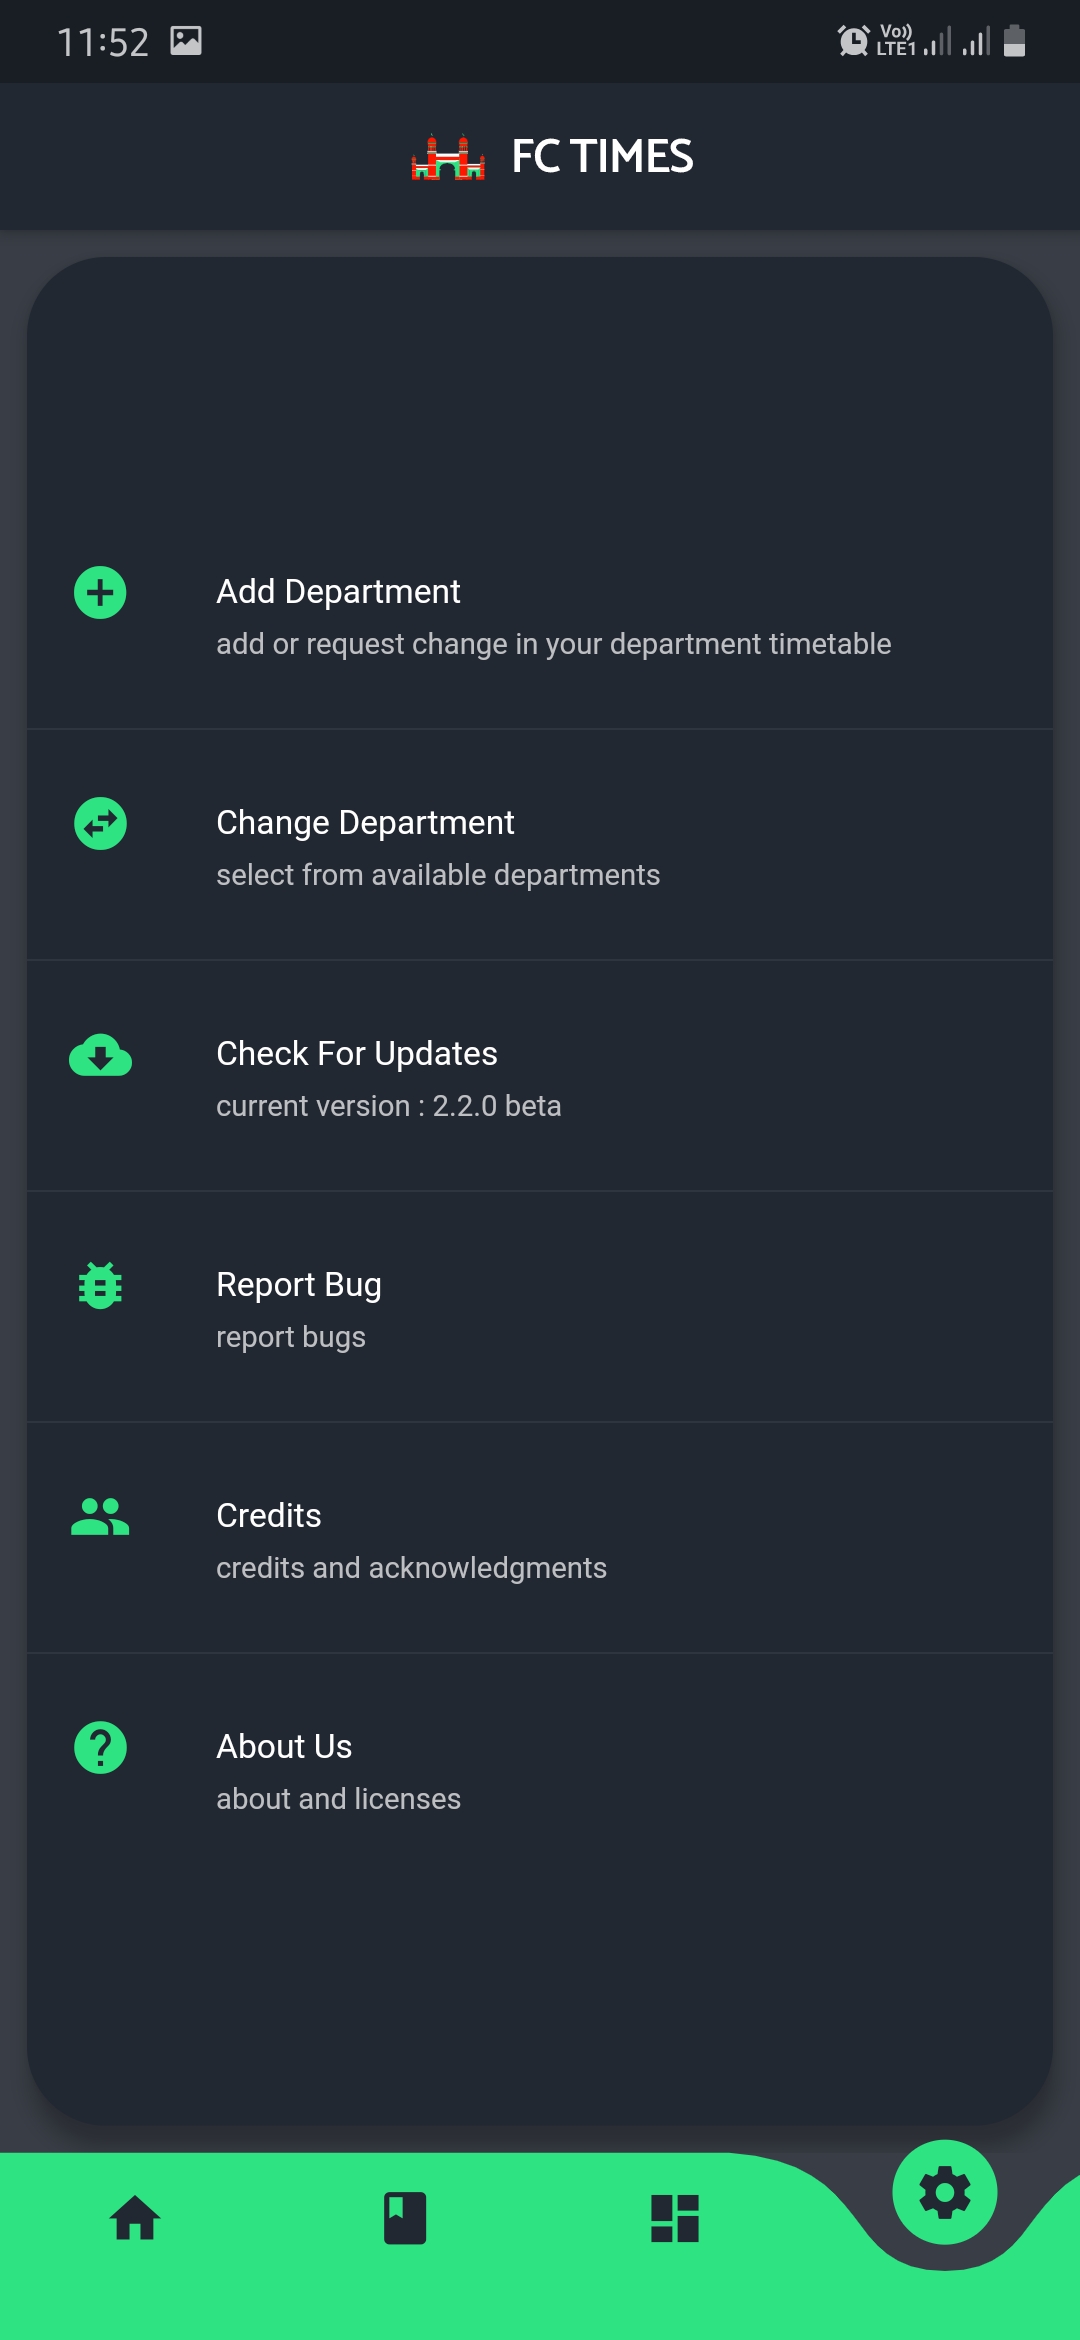 11:52
Vo))
LTE1
FC TIMES
Add Department
add or request change in your department timetable
Change Department
select from available departments
Check For Updates
current version : 2.2.0 beta
Report Bug
report bugs
Credits
credits and acknowledgments
About Us
about and licenses